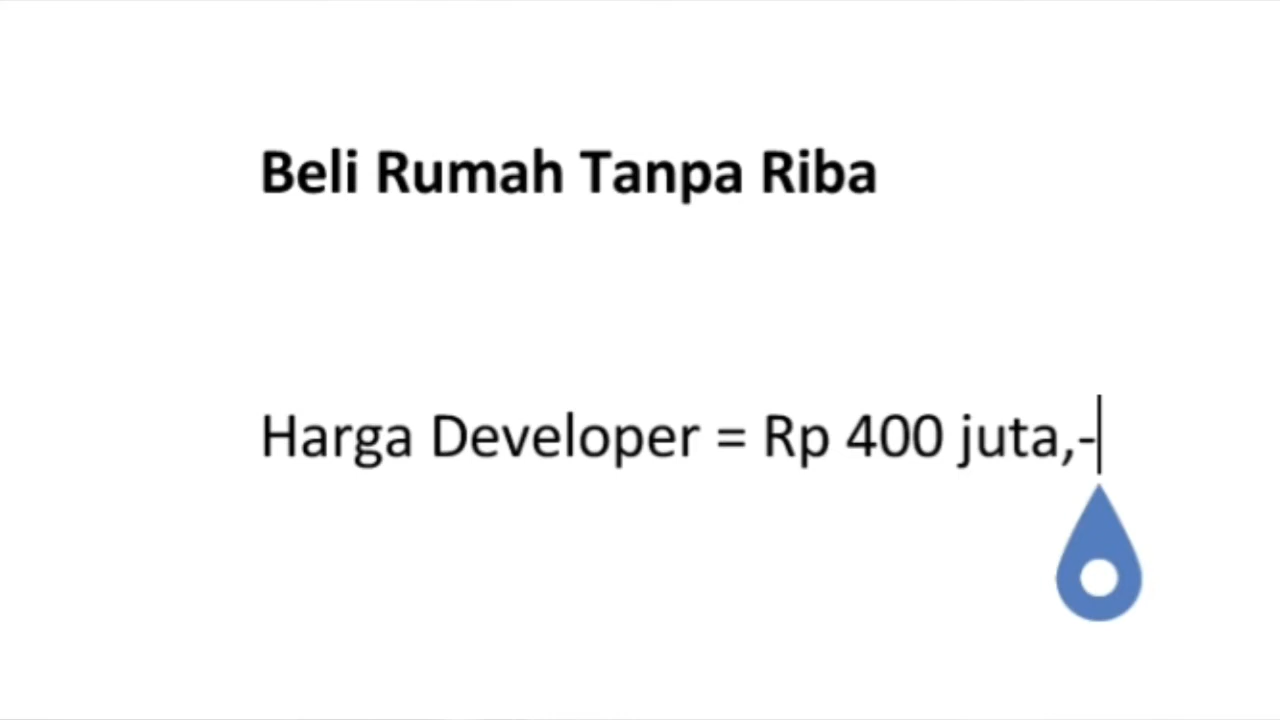 Beli Rumah Tanpa Riba
Harga Developer = Rp 400 juta,-